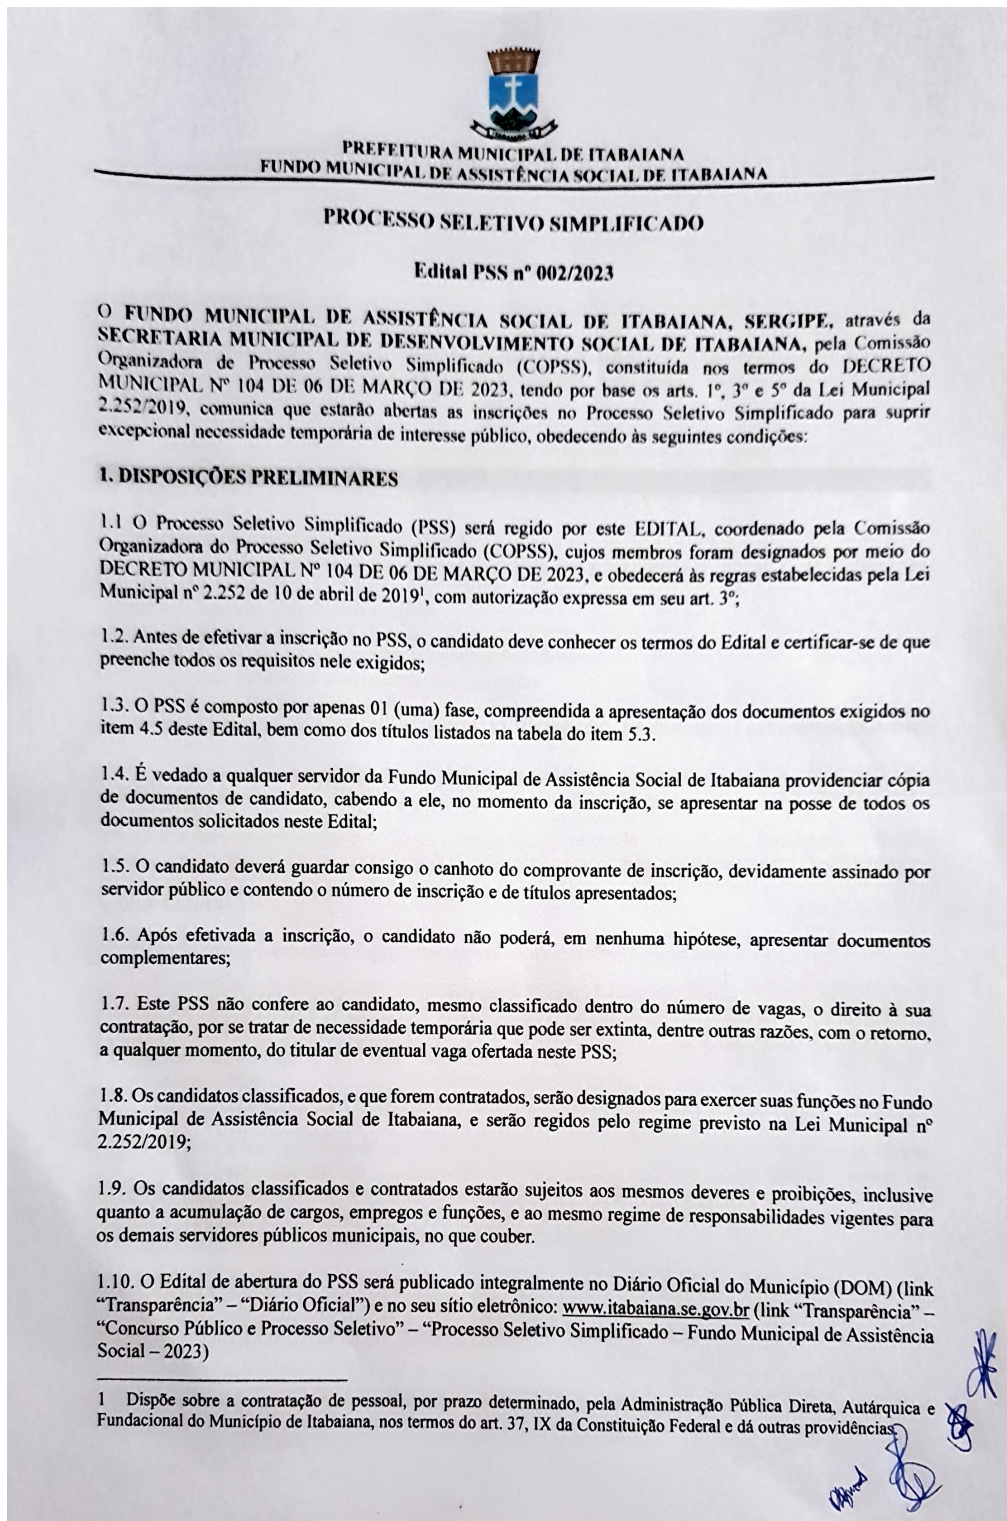 PREFEITURA MUNICIPAL DE ITABAIANA
FUNDO MUNICIPAL DE ASSISTÊNCIA SOCIAL DE ITABAIANA
PROCESSO SELETIVO SIMPLIFICADO
Edital PSS nº 002/2023
O FUNDO MUNICIPAL DE ASSISTÊNCIA SOCIAL DE ITABAIANA, SERGIPE, através da
SECRETARIA MUNICIPAL DE DESENVOLVIMENTO SOCIAL DE ITABAIANA, pela Comissão
Organizadora de Processo Seletivo Simplificado (COPSS), constituída nos termos do DECRETO
MUNICIPAL Nº 104 DE 06 DE MARÇO DE 2023, tendo por base os arts. 1º, 3º e 5º da Lei Municipal
2.252/2019, comunica que estarão abertas as inscrições no Processo Seletivo Simplificado para suprir
excepcional necessidade temporária de interesse público, obedecendo às seguintes condições:
1. DISPOSIÇÕES PRELIMINARES
1.1 O Processo Seletivo Simplificado (PSS) será regido por este EDITAL, coordenado pela Comissão
Organizadora do Processo Seletivo Simplificado (COPSS), cujos membros foram designados por meio do
DECRETO MUNICIPAL Nº 104 DE 06 DE MARÇO DE 2023, e obedecerá às regras estabelecidas pela Lei
Municipal nº 2.252 de 10 de abril de 2019¹, com autorização expressa em seu art. 3º;
1.2. Antes de efetivar a inscrição no PSS, o candidato deve conhecer os termos do Edital e certificar-se de que
preenche todos os requisitos nele exigidos;
1.3. O PSS é composto por apenas 01 (uma) fase, compreendida a apresentação dos documentos exigidos no
item 4.5 deste Edital, bem como dos títulos listados na tabela do item 5.3.
1.4. É vedado a qualquer servidor da Fundo Municipal de Assistência Social de Itabaiana providenciar cópia
de documentos de candidato, cabendo a ele, no momento da inscrição, se apresentar na posse de todos os
documentos solicitados neste Edital;
1.5. O candidato deverá guardar consigo o canhoto do comprovante de inscrição, devidamente assinado por
servidor público e contendo o número de inscrição e de títulos apresentados;
1.6. Após efetivada a inscrição, o candidato não poderá, em nenhuma hipótese, apresentar documentos
complementares;
1.7. Este PSS não confere ao candidato, mesmo classificado dentro do número de vagas, o direito à sua
contratação, por se tratar de necessidade temporária que pode ser extinta, dentre outras razões, com o retorno,
a qualquer momento, do titular de eventual vaga ofertada neste PSS;
1.8. Os candidatos classificados, e que forem contratados, serão designados para exercer suas funções no Fundo
Municipal de Assistência Social de Itabaiana, e serão regidos pelo regime previsto na Lei Municipal nº
2.252/2019;
1.9. Os candidatos classificados e contratados estarão sujeitos aos mesmos deveres e proibições, inclusive
quanto a acumulação de cargos, empregos e funções, e ao mesmo regime de responsabilidades vigentes para
os demais servidores públicos municipais, no que couber.
1.10. O Edital de abertura do PSS será publicado integralmente no Diário Oficial do Município (DOM) (link
“Transparência” – “Diário Oficial”) e no seu sítio eletrônico: www.itabaiana.se.gov.br (link “Transparência” –
“Concurso Público e Processo Seletivo” – “Processo Seletivo Simplificado – Fundo Municipal de Assistência
Social – 2023)
1 Dispõe sobre a contratação de pessoal, por prazo determinado, pela Administração Pública Direta, Autárquica e
Fundacional do Município de Itabaiana, nos termos do art. 37, IX da Constituição Federal e dá outras providências.